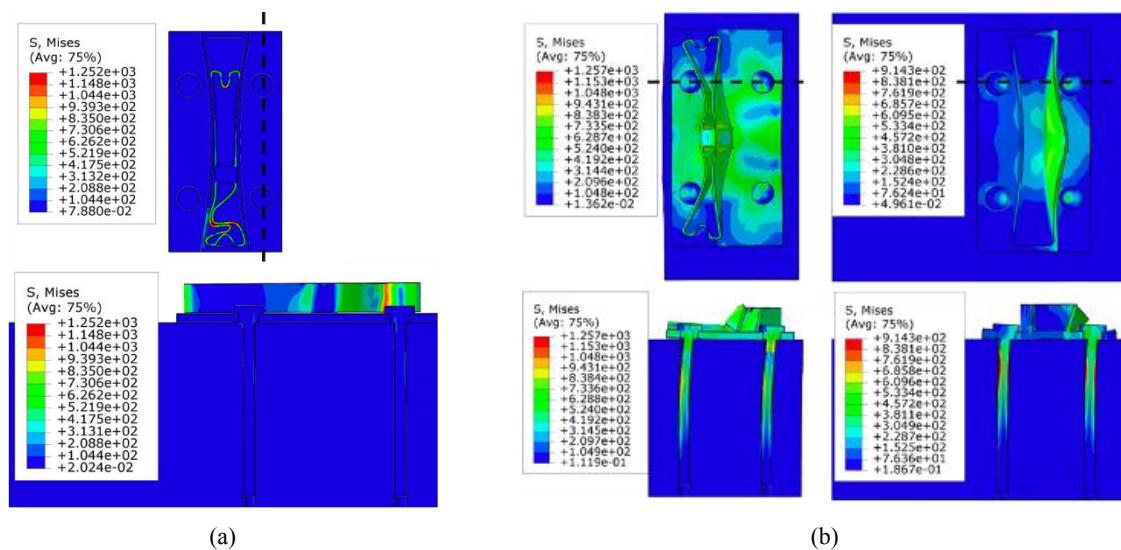 S, Mises
(Avg: 75%)
+1.252e+03
+1.148e+03
+1.044e+03
+9.393e+02
+8.350e+02
+7.306e+02
+6.262e+02
+5.219e+02
+4.175e+02
+3.132e+02
+2.088e+02
+1.044e+02
+7.880e-02
S, Mises
(Avg: 75%)
+1.257e+03
+1.153e+03
+1.048e+03
+9.431e+02
+8.383e+02
+7.335e+02
+6.287e+02
+5.240e+02
+4.192e+02
+3.144e+02
+2.096e+02
+1.048e+02
+1.362e-02
S, Mises
(Avg: 75%)
+9.143e+02
+8.381e+02
+7.619e+02
+6.857e+02
+6.095e+02
+5.334e+02
+4.572e+02
+3.810e+02
+3.048e+02
+2.286e+02
+1.524e+02
+7.624e+01
+4.961e-02
S, Mises
(Avg: 75%)
+1.252e+03
+1.148e+03
+1.044e+03
+9.393e+02
+8.350e+02
+7.306e+02
+6.262e+02
+5.219e+02
+4.175e+02
+3.131e+02
+2.088e+02
+1.044e+02
+2.024e-02
S, Mises
(Avg: 75%)
+1.257e+03
+1.153e+03
+1.048e+03
+9.431e+02
+8.384e+02
+7.336e+02
+6.288e+02
+5.240e+02
+4.192e+02
+3.145e+02
+2.097e+02
+1.049e+02
+1.119e-01
S, Mises
(Avg: 75%)
+9.143e+02
+8.381e+02
+7.619e+02
+6.858e+02
+6.096e+02
+5.334e+02
+4.572e+02
+3.811e+02
+3.049e+02
+2.287e+02
+1.525e+02
+7.636e+01
+1.867e-01
(a)
(b)